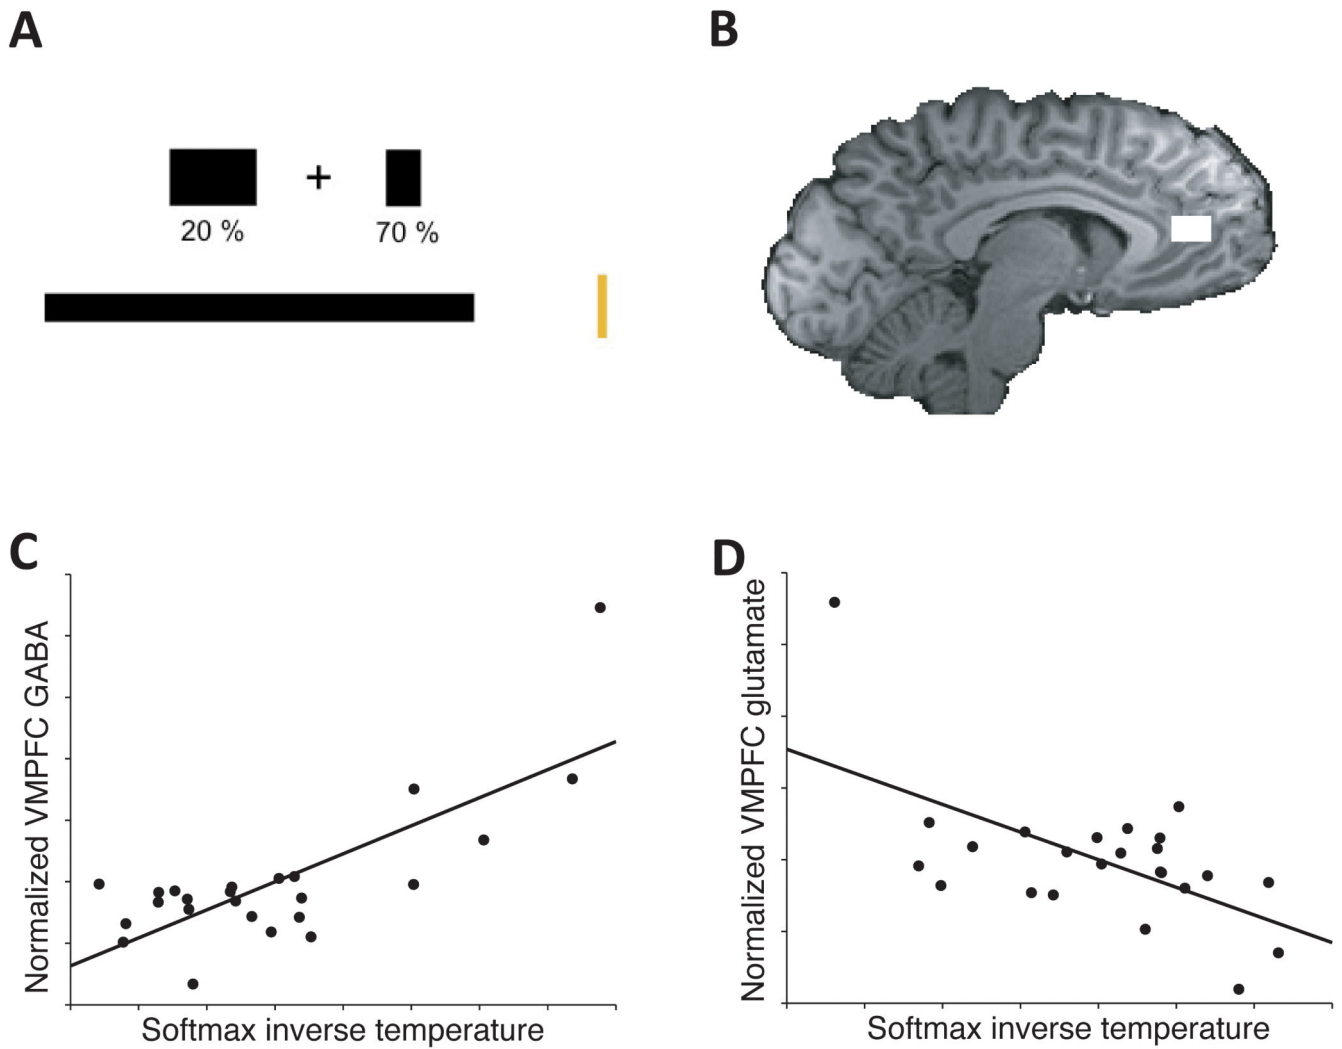 A
B
+
20 %
70 %
C
D
Normalized VMPFC GABA
Softmax inverse temperature
Normalized VMPFC glutamate
Softmax inverse temperature